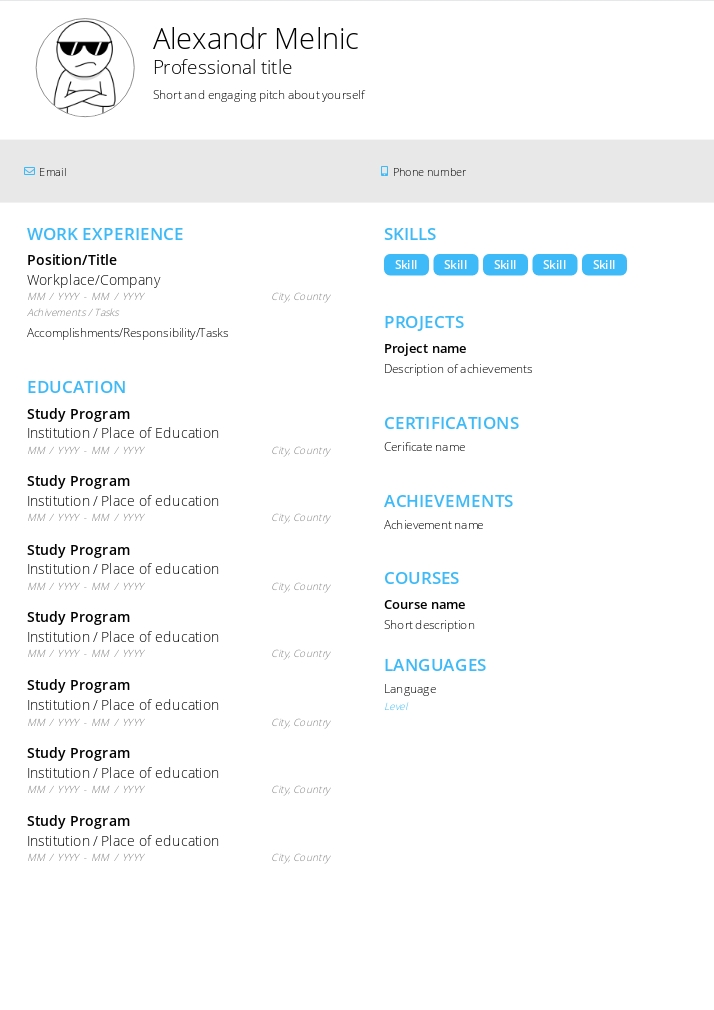 Alexandr Melnic
Professional title
Short and engaging pitch about yourself
Email
Phone number
WORK EXPERIENCE
Position/Title
Workplace/Company
MM / YYYY - MM / YYYY
City, Country
Achivements / Tasks
Accomplishments/Responsibility/Tasks
EDUCATION
Study Program
Institution / Place of Education
MM / YYYY - MM / YYYY
City, Country
Study Program
Institution / Place of education
MM / YYYY - MM / YYYY
City, Country
Study Program
Institution / Place of education
MM / YYYY - MM / YYYY
City, Country
Study Program
Institution / Place of education
MM / YYYY - MM / YYYY
City, Country
Study Program
Institution / Place of education
MM / YYYY - MM / YYYY
City, Country
Study Program
Institution / Place of education
MM / YYYY - MM / YYYY
City, Country
Study Program
Institution / Place of education
MM / YYYY - MM / YYYY
City, Country
SKILLS
Skill Skill Skill Skill Skill
PROJECTS
Project name
Description of achievements
CERTIFICATIONS
Cerificate name
ACHIEVEMENTS
Achievement name
COURSES
Course name
Short description
LANGUAGES
Language
Level